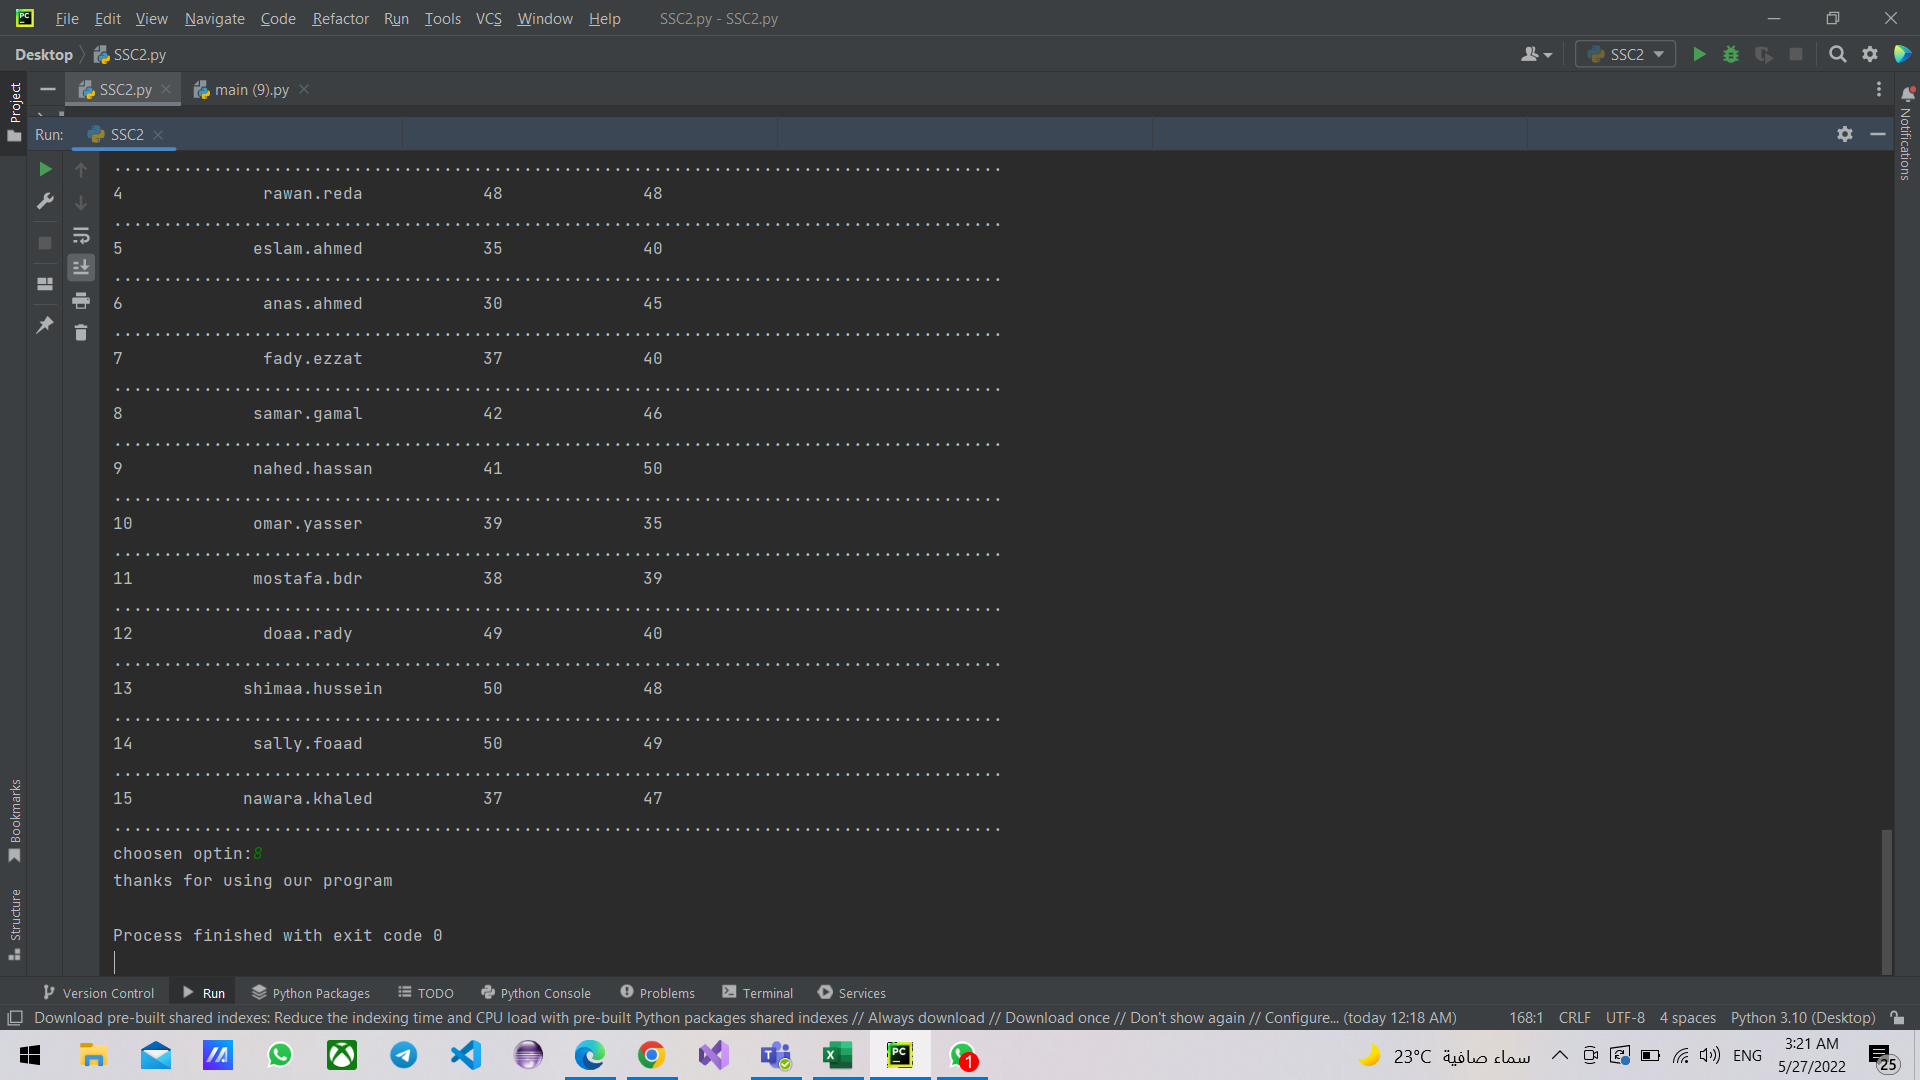 File Edit View Navigate Code Refactor Run Tools VCS Window Help SSC2.py - SSC2.py
Desktop SSC2.py SSC2
Project SSC2.py main (9).py
Notifications
Run: SSC2
........................................................................................
4 rawan.reda 48 48
........................................................................................
5 eslam.ahmed 35 40
........................................................................................
6 anas.ahmed 30 45
........................................................................................
7 fady.ezzat 37 40
........................................................................................
8 samar.gamal 42 46
........................................................................................
9 nahed.hassan 41 50
........................................................................................
10 omar.yasser 39 35
........................................................................................
11 mostafa.bdr 38 39
........................................................................................
12 doaa.rady 49 40
........................................................................................
13 shimaa.hussein 50 48
........................................................................................
14 sally.foaad 50 49
........................................................................................
15 nawara.khaled 37 47
........................................................................................
choosen optin:8
thanks for using our program
Process finished with exit code 0
Bookmarks
Structure
Version Control Run Python Packages TODO Python Console Problems Terminal Services
Download pre-built shared indexes: Reduce the indexing time and CPU load with pre-built Python packages shared indexes // Always download // Download once // Don't show again // Configure... (today 12:18 AM) 168:1 CRLF UTF-8 4 spaces Python 3.10 (Desktop)
1 23°C سماء صافية ENG 3:21 AM
5/27/2022 25